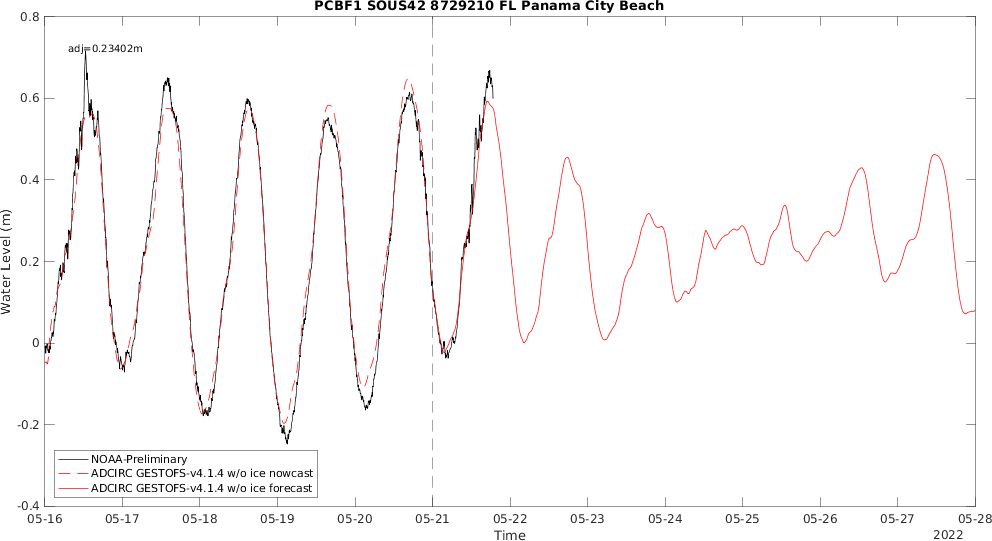 PCBF1 SOUS42 8729210 FL Panama City Beach
0.8
adj=0.23402m
0.6
0.4
0.2
0
-0.2
-0.4
Water Level (m)
NOAA-Preliminary
ADCIRC GESTOFS-v4.1.4 w/o ice nowcast
ADCIRC GESTOFS-v4.1.4 w/o ice forecast
05-16 05-17 05-18 05-19 05-20 05-21 05-22 05-23 05-24 05-25 05-26 05-27 05-28
Time
2022